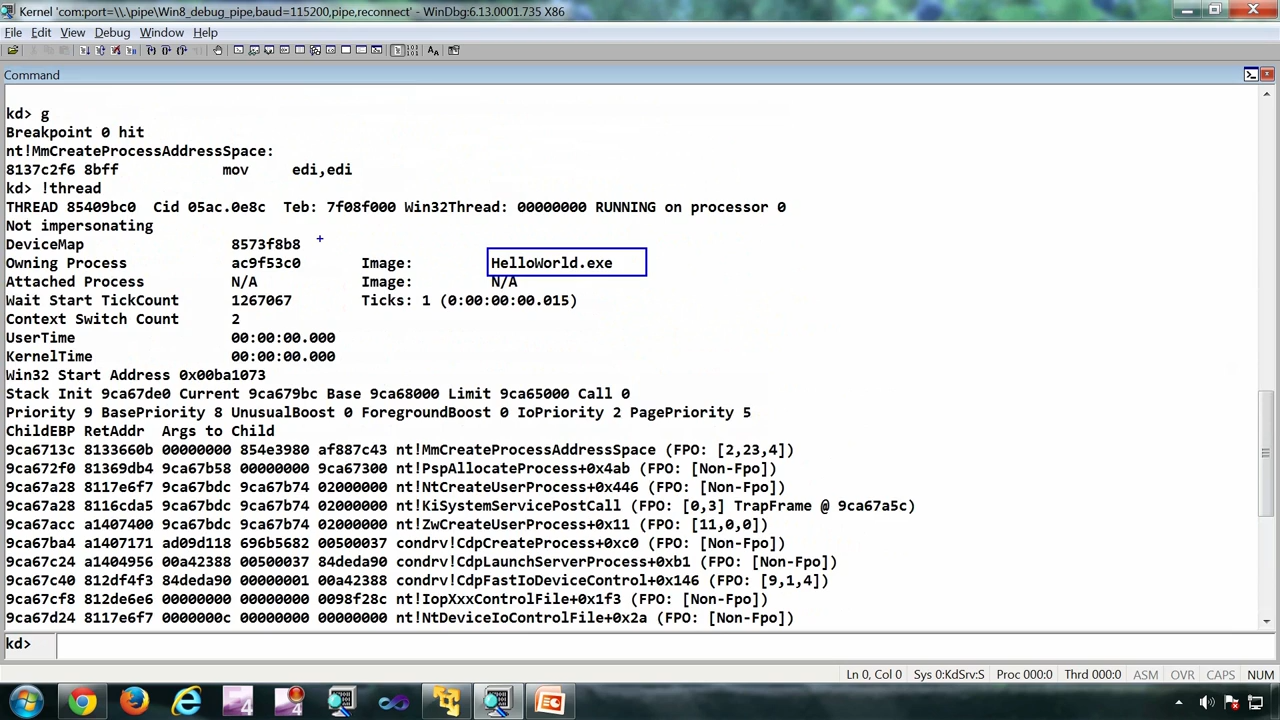 Kernel 'com:port=\\.\pipe\Win8_debug_pipe,baud=115200,pipe,reconnect' - WinDbg:6.13.0001.735 X86
File Edit View Debug Window Help
Command
kd> g
Breakpoint 0 hit
nt!MmCreateProcessAddressSpace:
8137c2f6 8bff mov edi,edi
kd> !thread
THREAD 85409bc0 Cid 05ac.0e8c Teb: 7f08f000 Win32Thread: 00000000 RUNNING on processor 0
Not impersonating
DeviceMap 8573f8b8
Owning Process ac9f53c0 Image: HelloWorld.exe
Attached Process N/A Image: N/A
Wait Start TickCount 1267067 Ticks: 1 (0:00:00:00.015)
Context Switch Count 2
UserTime 00:00:00.000
KernelTime 00:00:00.000
Win32 Start Address 0x00ba1073
Stack Init 9ca67de0 Current 9ca679bc Base 9ca68000 Limit 9ca65000 Call 0
Priority 9 BasePriority 8 UnusualBoost 0 ForegroundBoost 0 IoPriority 2 PagePriority 5
ChildEBP RetAddr Args to Child
9ca6713c 8133660b 00000000 854e3980 af887c43 nt!MmCreateProcessAddressSpace (FPO: [2,23,4])
9ca672f0 81369db4 9ca67b58 00000000 9ca67300 nt!PspAllocateProcess+0x4ab (FPO: [Non-Fpo])
9ca67a28 8117e6f7 9ca67bdc 9ca67b74 02000000 nt!NtCreateUserProcess+0x446 (FPO: [Non-Fpo])
9ca67a28 8116cda5 9ca67bdc 9ca67b74 02000000 nt!KiSystemServicePostCall (FPO: [0,3] TrapFrame @ 9ca67a5c)
9ca67acc a1407400 9ca67bdc 9ca67b74 02000000 nt!ZwCreateUserProcess+0x11 (FPO: [11,0,0])
9ca67ba4 a1407171 ad09d118 696b5682 00500037 condrv!CdpCreateProcess+0xc0 (FPO: [Non-Fpo])
9ca67c24 a1404956 00a42388 00500037 84deda90 condrv!CdpLaunchServerProcess+0xb1 (FPO: [Non-Fpo])
9ca67c40 812df4f3 84deda90 00000001 00a42388 condrv!CdpFastIoDeviceControl+0x146 (FPO: [9,1,4])
9ca67cf8 812de6e6 00000000 00000000 0098f28c nt!IopXxxControlFile+0x1f3 (FPO: [Non-Fpo])
9ca67d24 8117e6f7 0000000c 00000000 00000000 nt!NtDeviceIoControlFile+0x2a (FPO: [Non-Fpo])
kd>
Ln 0, Col 0 Sys 0:KdSrv:S Proc 000:0 Thrd 000:0 ASM OVR CAPS NUM